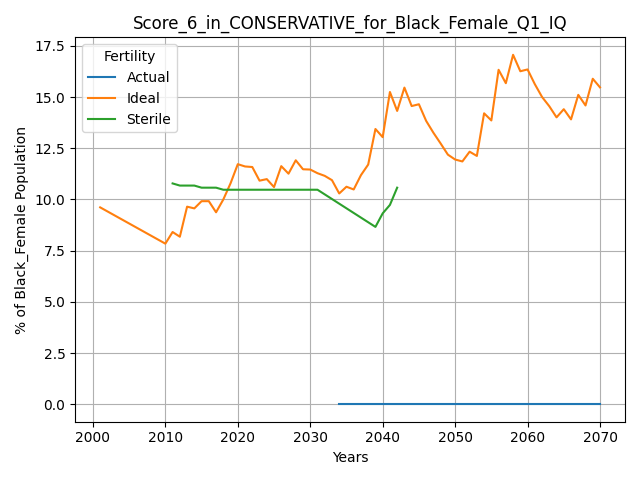 Score_6_in_CONSERVATIVE_for_Black_Female_Q1_IQ
Fertility
Actual
Ideal
Sterile
17.5
15.0
12.5
10.0
7.5
5.0
2.5
0.0
% of Black_Female Population
2000 2010 2020 2030 2040 2050 2060 2070
Years